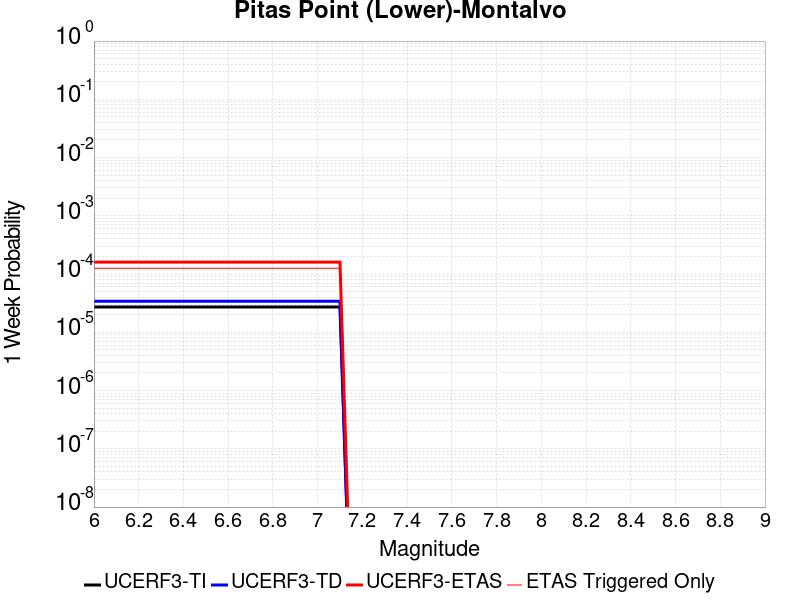 Pitas Point (Lower)-Montalvo
10^0
10^-1
10^-2
10^-3
10^-4
10^-5
10^-6
10^-7
10^-8
1 Week Probability
6 6.2 6.4 6.6 6.8 7 7.2 7.4 7.6 7.8 8 8.2 8.4 8.6 8.8 9
Magnitude
UCERF3-TI UCERF3-TD UCERF3-ETAS ETAS Triggered Only